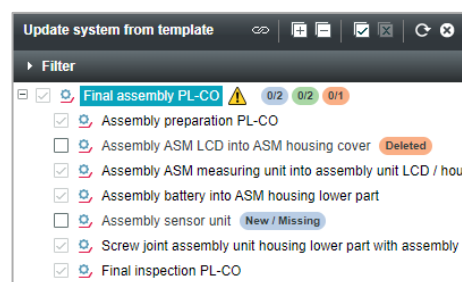 Update system from template
Filter
Final assembly PL-CO 0/2 0/2 0/1
Assembly preparation PL-CO
Assembly ASM LCD into ASM housing cover Deleted
Assembly ASM measuring unit into assembly unit LCD / hou
Assembly battery into ASM housing lower part
Assembly sensor unit New / Missing
Screw joint assembly unit housing lower part with assembly
Final inspection PL-CO